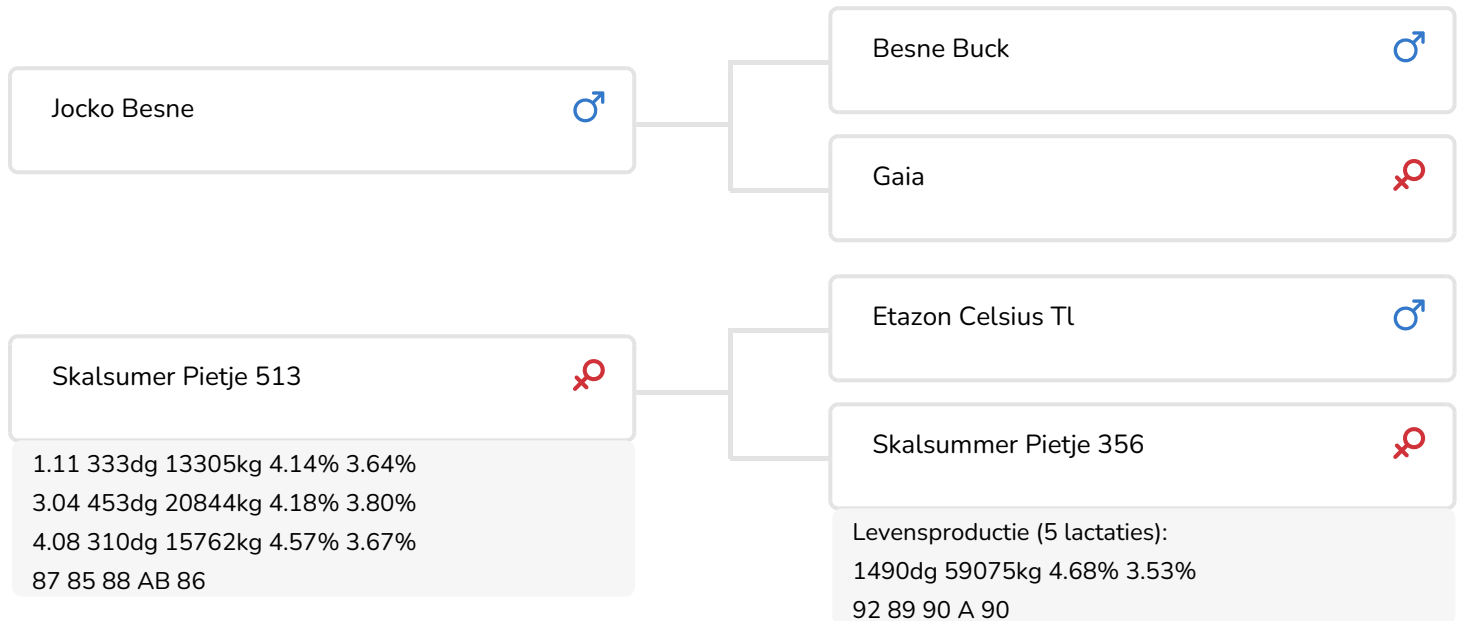 Jocko Besne
Besne Buck
Gaia
Skalsumer Pietje 513
1.11 333dg 13305kg 4.14% 3.64%
3.04 453dg 20844kg 4.18% 3.80%
4.08 310dg 15762kg 4.57% 3.67%
87 85 88 AB 86
Etazon Celsius Tl
Skalsummer Pietje 356
Levensproductie (5 lactaties):
1490dg 59075kg 4.68% 3.53%
92 89 90 A 90